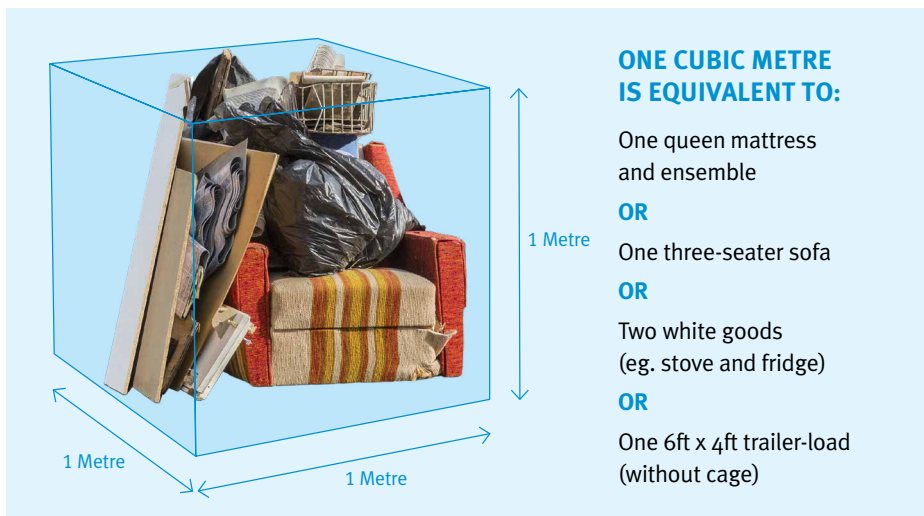 ONE CUBIC METRE
IS EQUIVALENT TO:
One queen mattress
and ensemble
OR
One three-seater sofa
OR
Two white goods
(eg. stove and fridge)
OR
One 6ft x 4ft trailer-load
(without cage)
1 Metre
1 Metre
1 Metre